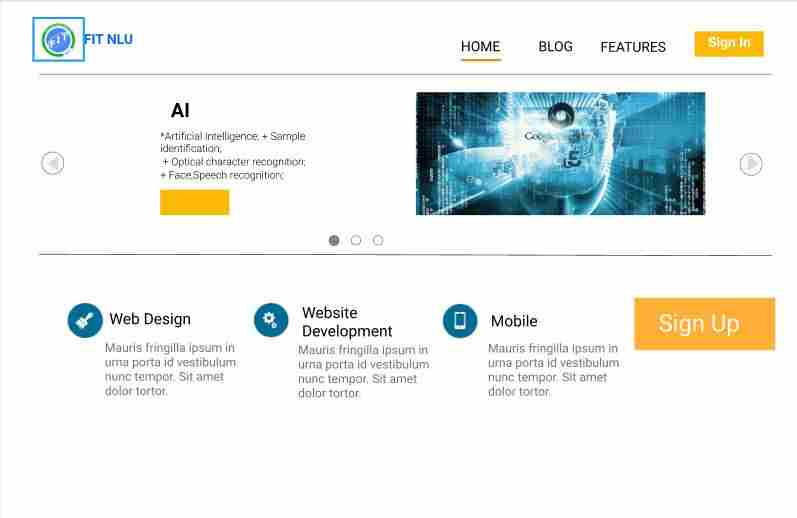 FIT
FIT NLU
HOME
BLOG
FEATURES
Sign In
AI
*Artificial Intelligence: + Sample
identification;
+ Optical character recognition;
+ Face,Speech recognition;
Google
Web Design
Mauris fringilla ipsum in
urna porta id vestibulum
nunc tempor. Sit amet
dolor tortor.
Website
Development
Mauris fringilla ipsum in
urna porta id vestibulum
nunc tempor. Sit amet
dolor tortor.
Mobile
Mauris fringilla ipsum in
urna porta id vestibulum
nunc tempor. Sit amet
dolor tortor.
Sign Up